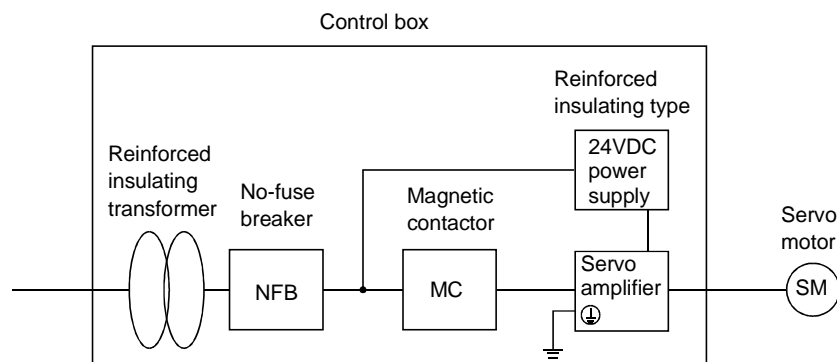 Control box
Reinforced
insulating type
24VDC
power
supply
Reinforced
insulating
transformer
No-fuse
breaker
Magnetic
contactor
Servo
motor
NFB
MC
Servo
amplifier
SM